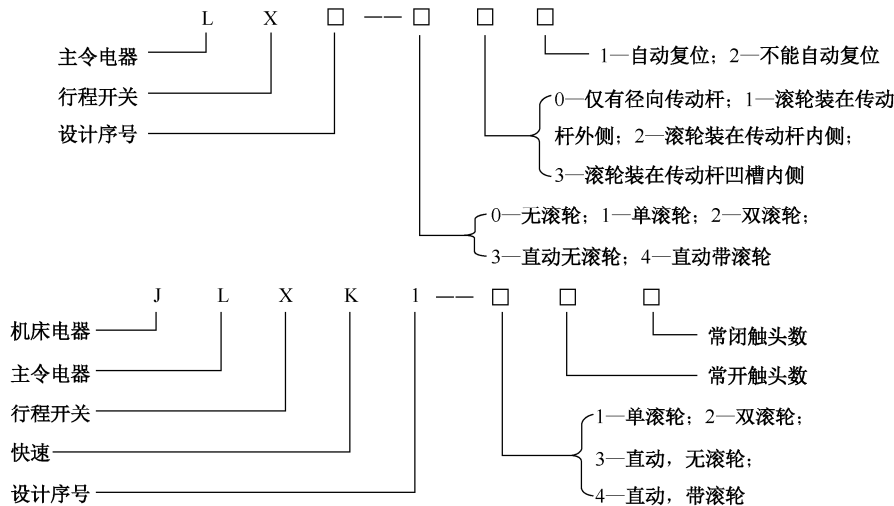 L X □ —— □ □ □
主令电器
1—自动复位；2—不能自动复位
行程开关
0—仅有径向传动杆；1—滚轮装在传动
设计序号
杆外侧；2—滚轮装在传动杆内侧；
3—滚轮装在传动杆凹槽内侧
0—无滚轮；1—单滚轮；2—双滚轮；
3—直动无滚轮；4—直动带滚轮
J L X K 1 —— □ □ □
机床电器
常闭触头数
主令电器
常开触头数
行程开关
1—单滚轮；2—双滚轮；
快速
3—直动，无滚轮；
设计序号
4—直动，带滚轮